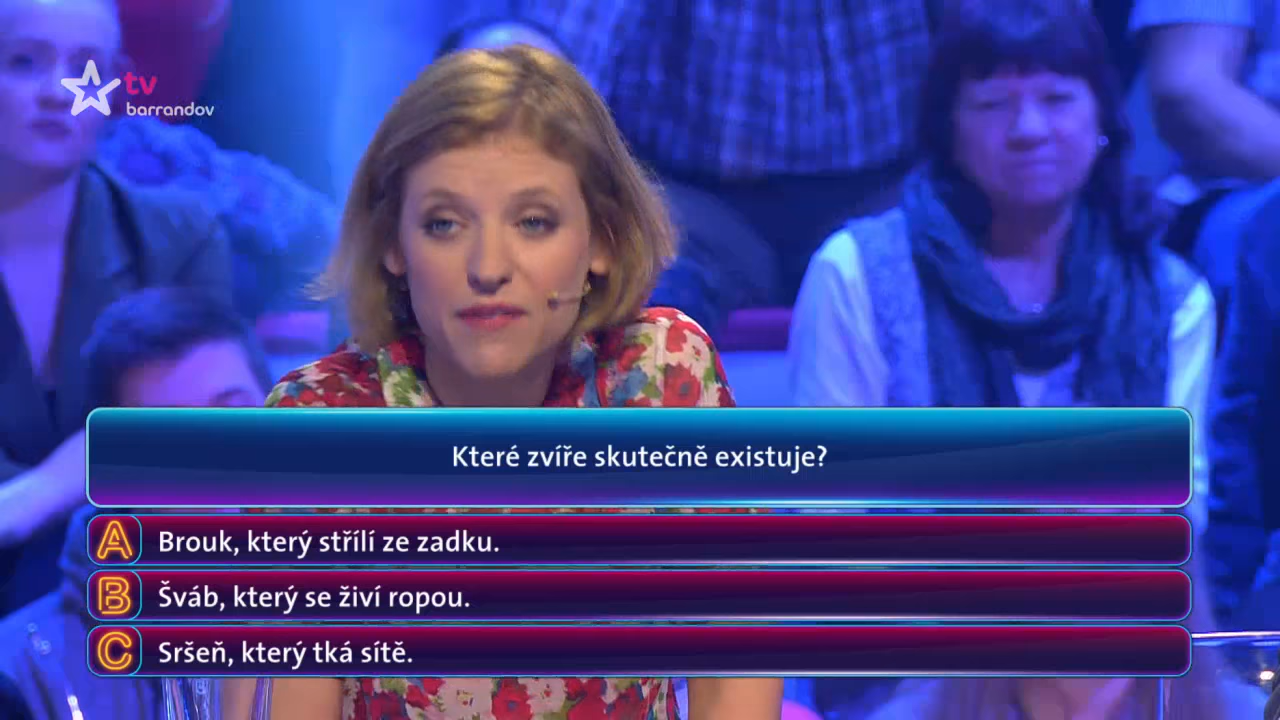 tv
barrandov
Které zvíře skutečně existuje?
A Brouk, který střílí ze zadku.
B Šváb, který se živí ropou.
C Sršeň, který tká sítě.